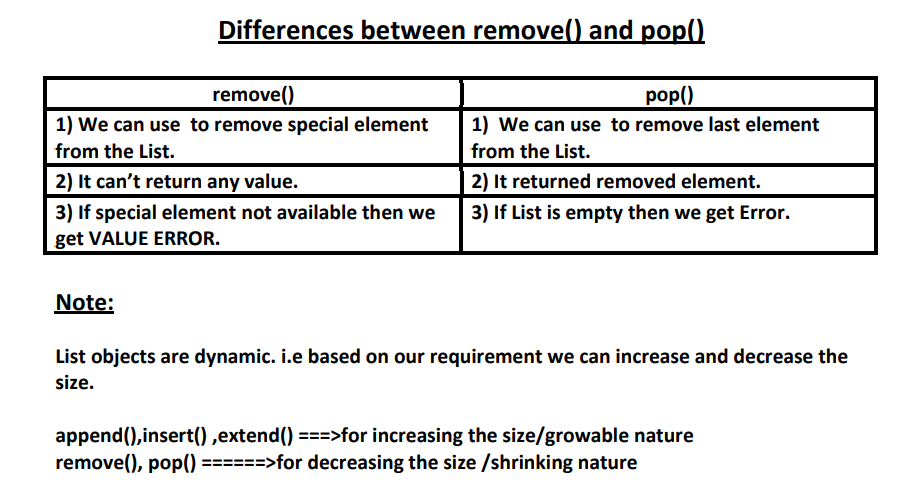 Differences between remove() and pop()
remove()
pop()
1) We can use to remove special element
from the List.
1) We can use to remove last element
from the List.
2) It can’t return any value.
2) It returned removed element.
3) If special element not available then we
get VALUE ERROR.
3) If List is empty then we get Error.
Note:
List objects are dynamic. i.e based on our requirement we can increase and decrease the
size.
append(),insert() ,extend() ===>for increasing the size/growable nature
remove(), pop() ======>for decreasing the size /shrinking nature